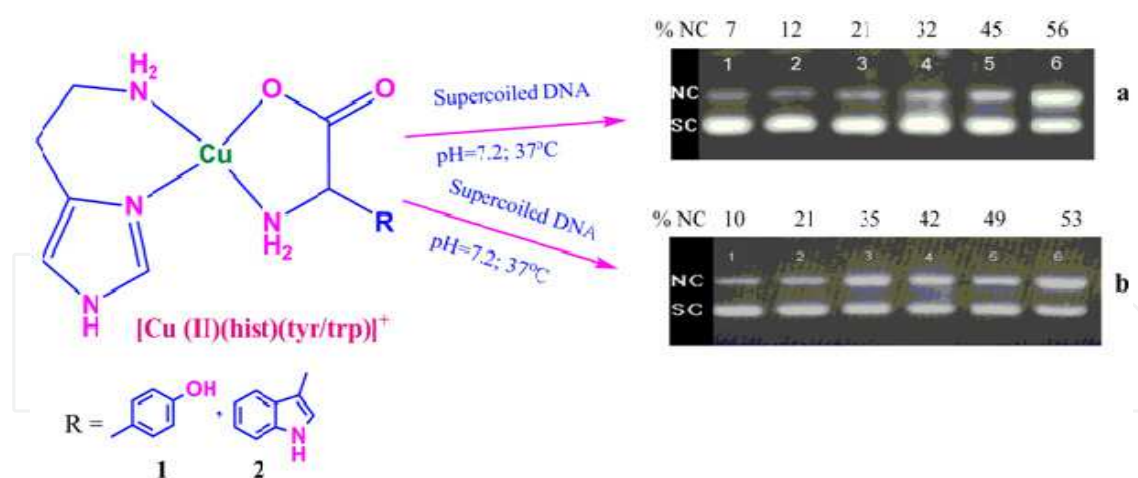 % NC 7 12 21 32 45 56
1 2 3 4 5 6
NC
SC
a
H2
N
O
O
Cu
N
N
H2
R
N
H
Supercoiled DNA
pH=7.2; 37°C
Supercoiled DNA
pH=7.2; 37°C
% NC 10 21 35 42 49 53
1 2 3 4 5 6
NC
SC
b
[Cu (II)(hist)(tyr/trp)]+
R =
OH
,
N
H
1 2